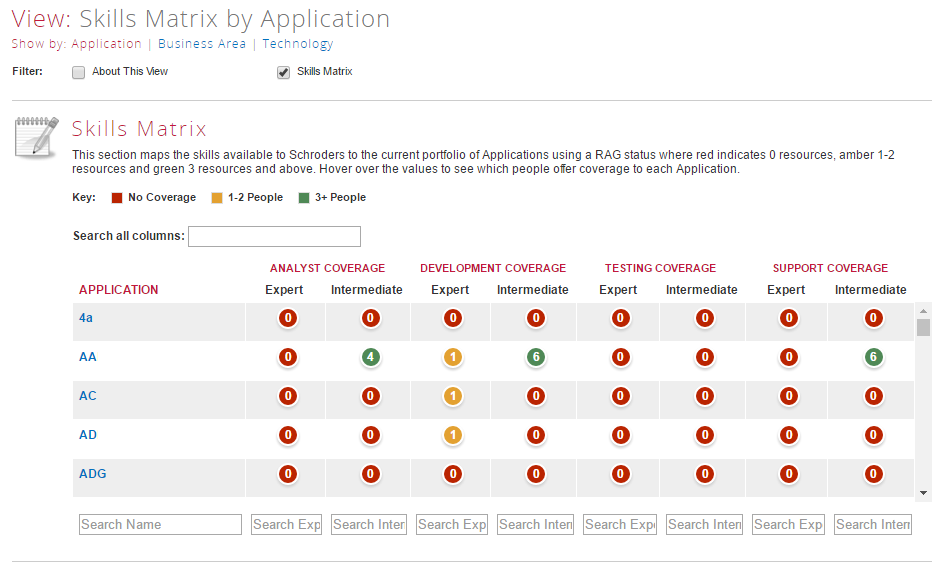 View: Skills Matrix by Application
Show by: Application | Business Area | Technology
Filter: About This View Skills Matrix
Skills Matrix
This section maps the skills available to Schroders to the current portfolio of Applications using a RAG status where red indicates 0 resources, amber 1-2
resources and green 3 resources and above. Hover over the values to see which people offer coverage to each Application.
Key: No Coverage 1-2 People 3+ People
Search all columns:
ANALYST COVERAGE DEVELOPMENT COVERAGE TESTING COVERAGE SUPPORT COVERAGE
APPLICATION Expert Intermediate Expert Intermediate Expert Intermediate Expert Intermediate
4a 0 0 0 0 0 0 0 0
AA 0 4 1 6 0 0 0 6
AC 0 0 1 0 0 0 0 0
AD 0 0 1 0 0 0 0 0
ADG 0 0 0 0 0 0 0 0
Search Name Search Exp Search Inter Search Exp Search Inter Search Exp Search Inter Search Exp Search Inter